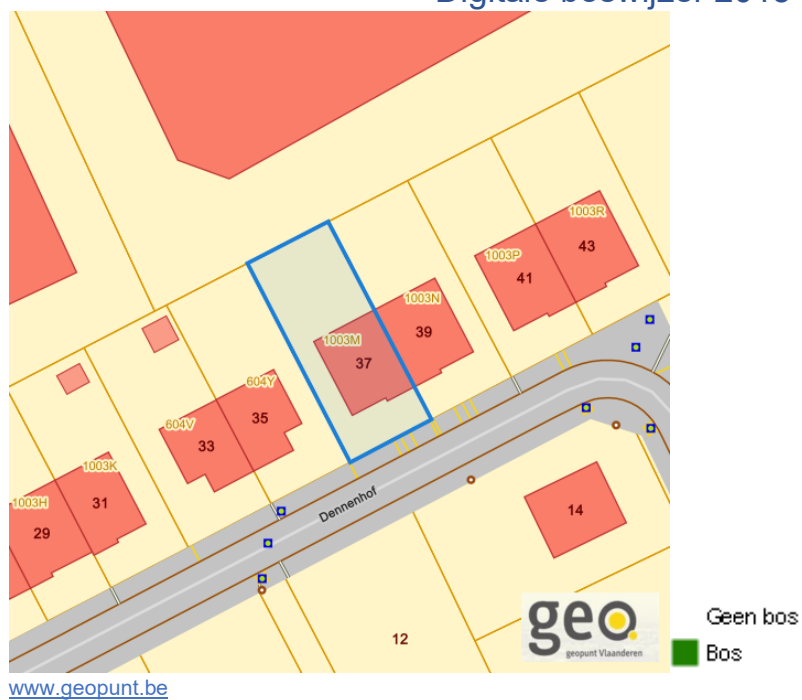 1003R
43
1003P
41
1003N
39
1003M
37
604Y
35
604V
33
1003K
31
1003H
29
Dennenhof
14
12
geo
geopunt Vlaanderen
Geen bos
Bos
www.geopunt.be